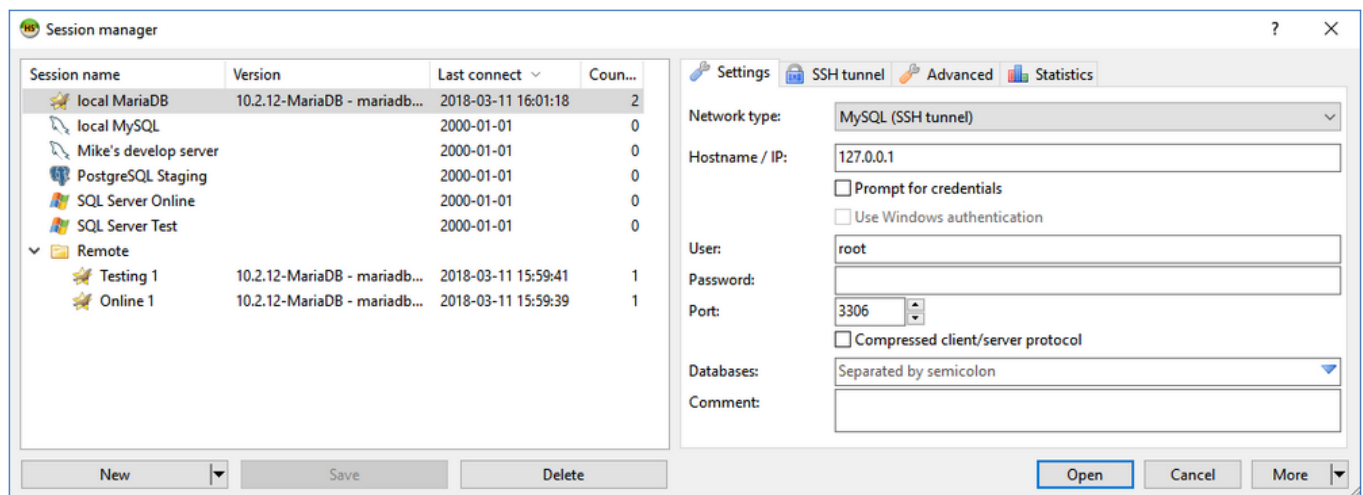 Session manager
Session name Version Last connect Coun...
local MariaDB 10.2.12-MariaDB - mariadb... 2018-03-11 16:01:18 2
local MySQL 2000-01-01 0
Mike's develop server 2000-01-01 0
PostgreSQL Staging 2000-01-01 0
SQL Server Online 2000-01-01 0
SQL Server Test 2000-01-01 0
Remote
Testing 1 10.2.12-MariaDB - mariadb... 2018-03-11 15:59:41 1
Online 1 10.2.12-MariaDB - mariadb... 2018-03-11 15:59:39 1
New Save Delete
Settings SSH tunnel Advanced Statistics
Network type: MySQL (SSH tunnel)
Hostname / IP: 127.0.0.1
Prompt for credentials
Use Windows authentication
User: root
Password:
Port: 3306
Compressed client/server protocol
Databases: Separated by semicolon
Comment:
Open Cancel More